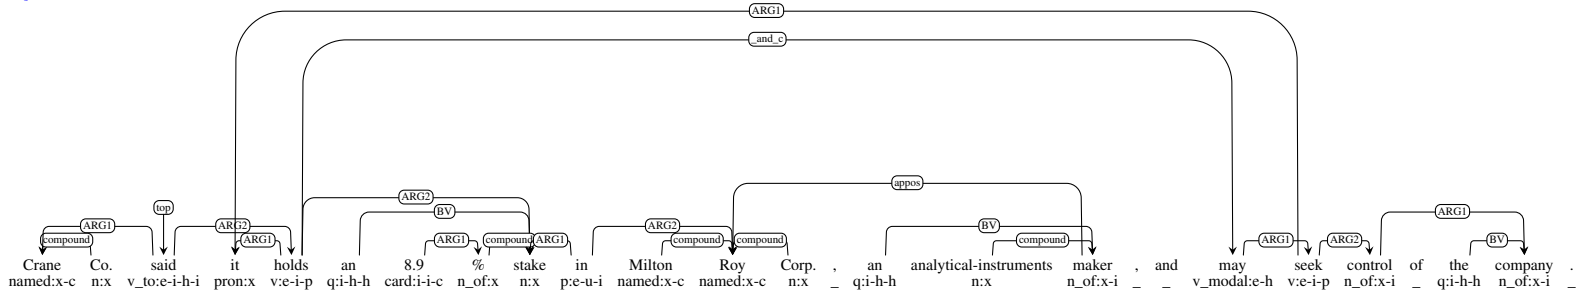 ARG1
_and_c
appos
ARG2
top
BV
ARG1
ARG1
ARG2
ARG2
BV
compound
ARG1
ARG1
compound
ARG1
compound
compound
compound
ARG1
ARG2
BV
Crane Co. said it holds an 8.9 % stake in Milton Roy Corp. , an analytical-instruments maker , and may seek control of the company .
named:x-c n:x v_to:e-i-h-i pron:x v:e-i-p q:i-h-h card:i-i-c n_of:x n:x p:e-u-i named:x-c named:x-c n:x _ q:i-h-h n:x n_of:x-i _ _ v_modal:e-h v:e-i-p n_of:x-i _ q:i-h-h n_of:x-i _